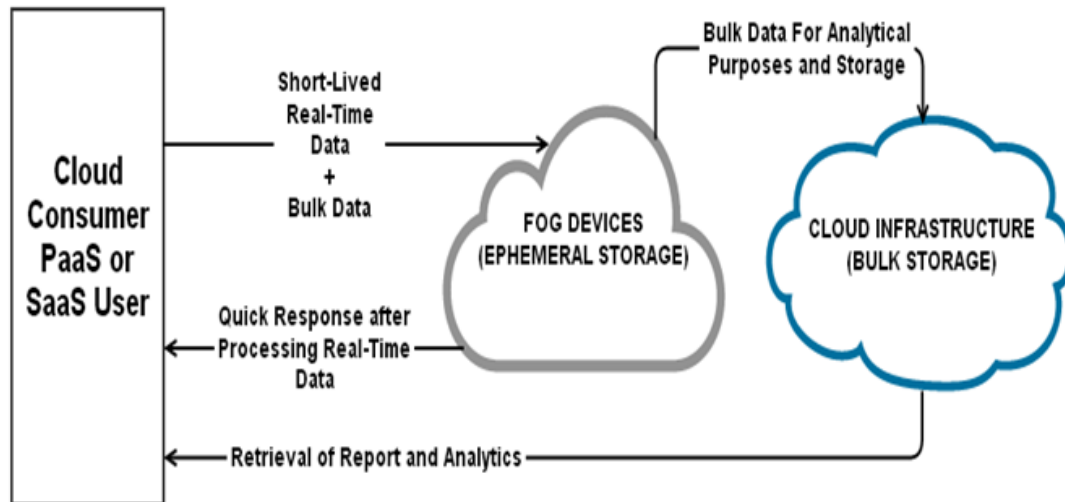 Cloud
Consumer
PaaS or
SaaS User
Short-Lived
Real-Time
Data
+
Bulk Data
Bulk Data For Analytical
Purposes and Storage
FOG DEVICES
(EPHEMERAL STORAGE)
CLOUD INFRASTRUCTURE
(BULK STORAGE)
Quick Response after
Processing Real-Time
Data
Retrieval of Report and Analytics